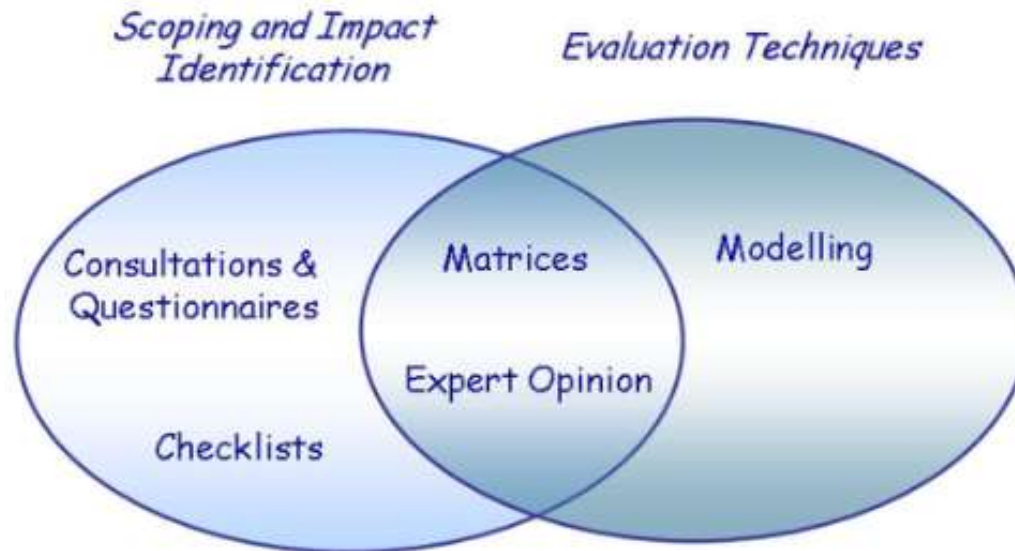 Scoping and Impact
Identification
Evaluation Techniques
Consultations &
Questionnaires
Checklists
Matrices
Expert Opinion
Modelling